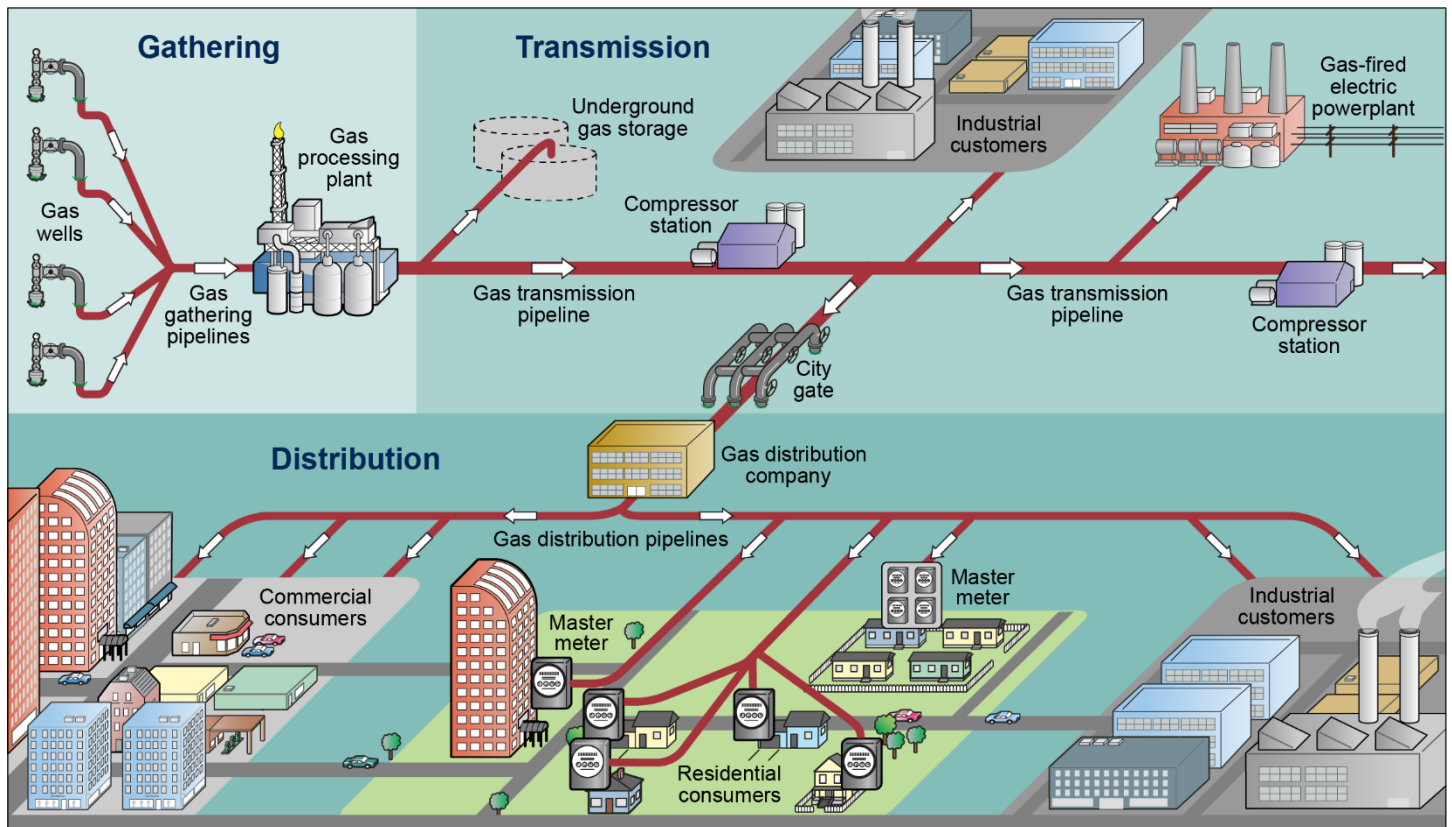 Gathering
Gas
wells
Gas
gathering
pipelines
Gas
processing
plant
Transmission
Underground
gas storage
Gas transmission
pipeline
Compressor
station
Industrial
customers
Gas-fired
electric
powerplant
Gas transmission
pipeline
Compressor
station
City
gate
Distribution
Gas distribution
company
Gas distribution pipelines
Commercial
consumers
Master
meter
Residential
consumers
Master
meter
Industrial
customers